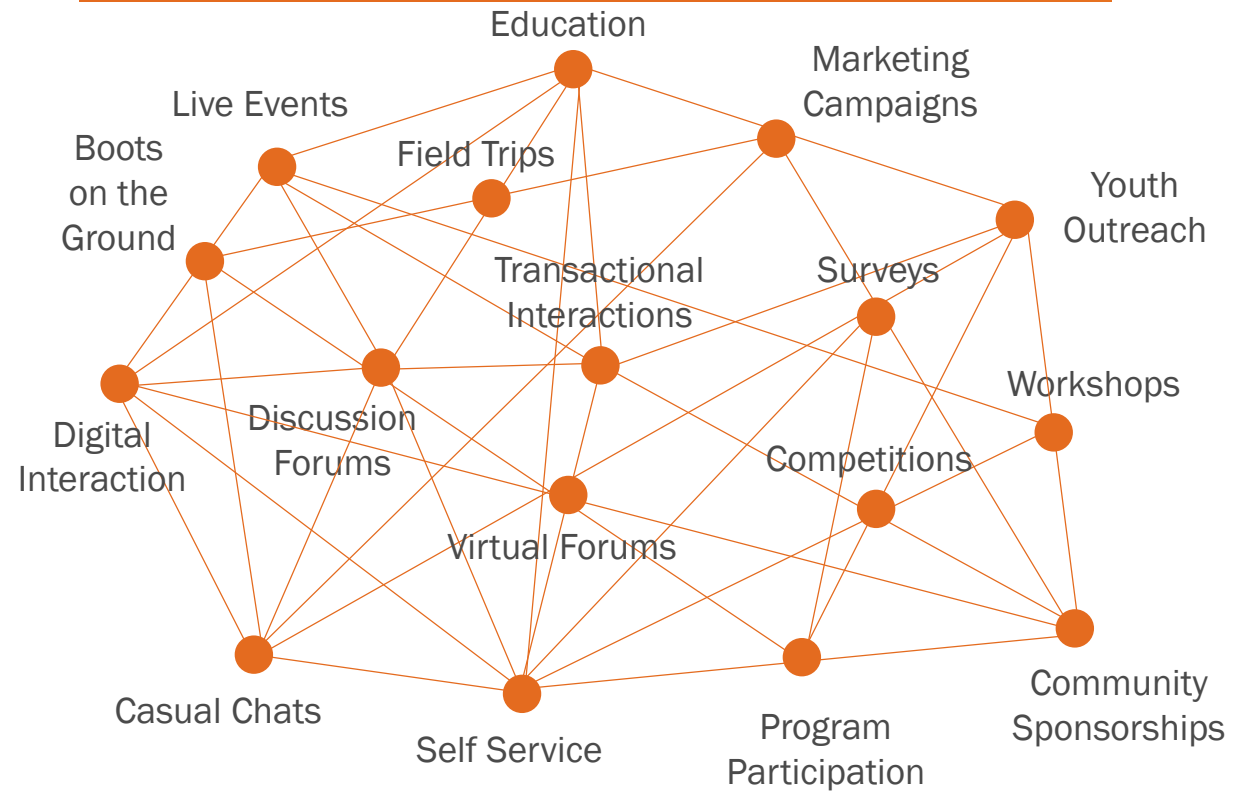 Education
Marketing
Campaigns
Live Events
Boots
on the
Ground
Field Trips
Youth
Outreach
Transactional
Interactions
Surveys
Workshops
Discussion
Forums
Digital
Interaction
Competitions
Virtual Forums
Casual Chats
Self Service
Program
Participation
Community
Sponsorships